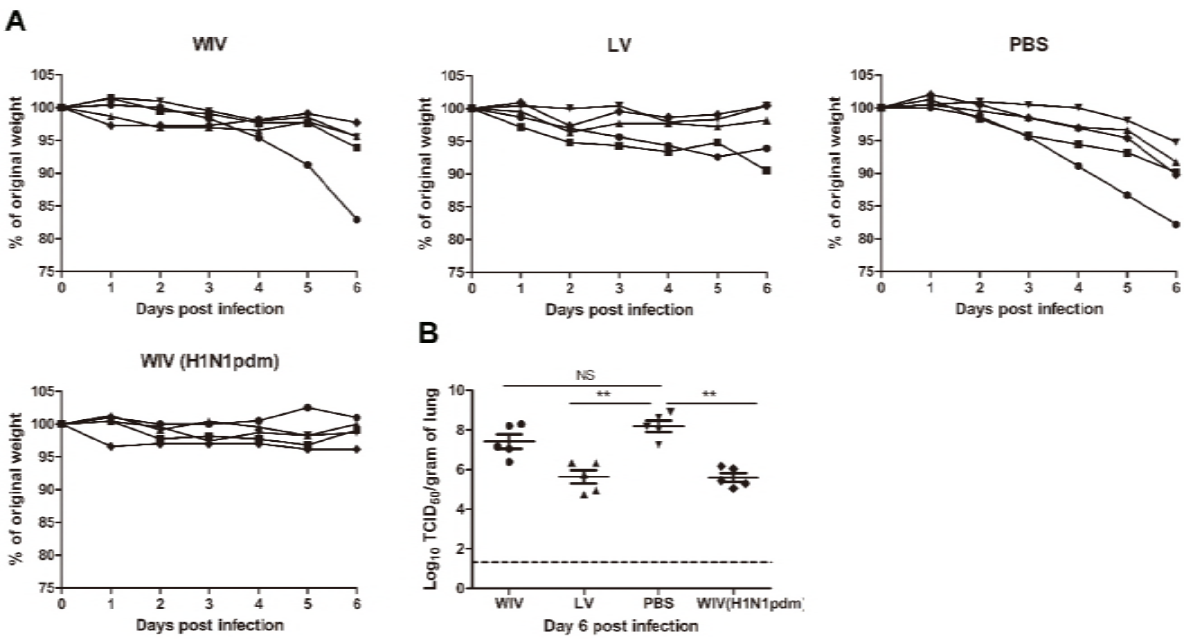 A
WIV
LV
PBS
105
100
95
90
85
80
75
% of original weight
0 1 2 3 4 5 6
Days post infection
105
100
95
90
85
80
75
% of original weight
0 1 2 3 4 5 6
Days post infection
105
100
95
90
85
80
75
% of original weight
0 1 2 3 4 5 6
Days post infection
WIV (H1N1pdm)
105
100
95
90
85
80
75
% of original weight
0 1 2 3 4 5 6
Days post infection
B
NS
** **
10
8
6
4
2
0
Log10 TCID50/gram of lung
WIV LV PBS WIV(H1N1pdm)
Day 6 post infection